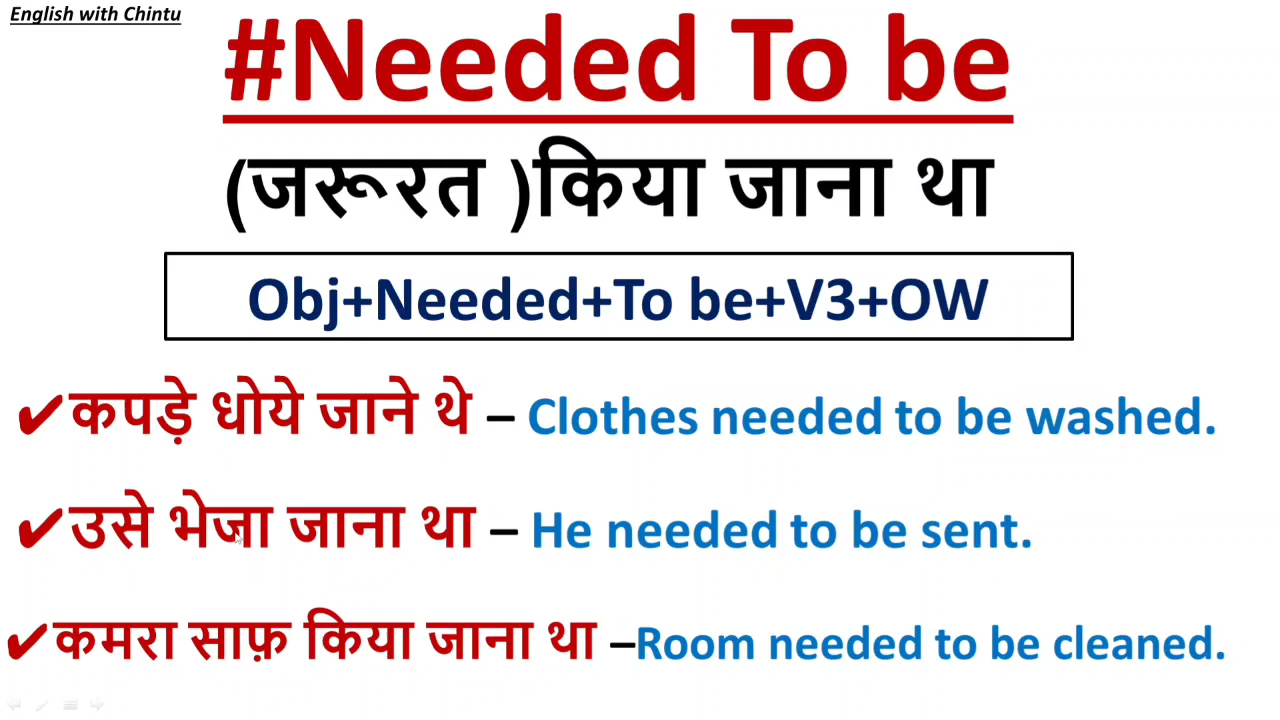 English with Chintu
#Needed To be
(जरूरत )किया जाना था
Obj+Needed+To be+V3+OW
✔कपड़े धोये जाने थे – Clothes needed to be washed.
✔उसे भेजा जाना था – He needed to be sent.
✔कमरा साफ़ किया जाना था –Room needed to be cleaned.